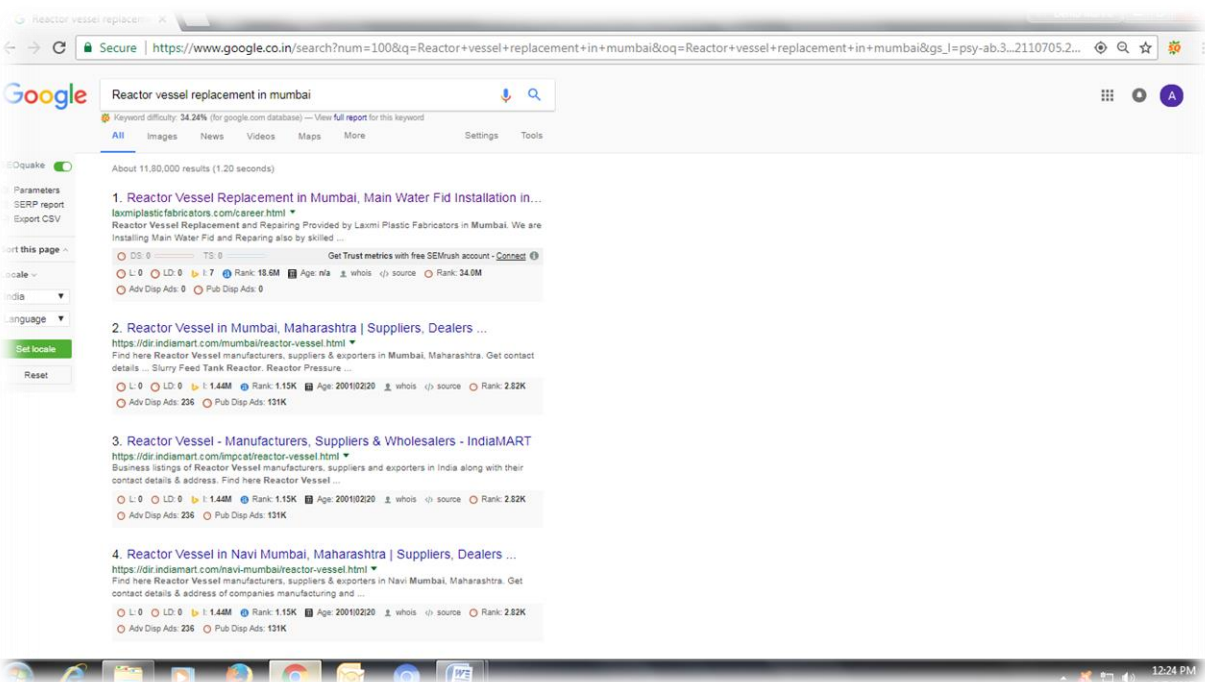 Reactor vessel replacem
Secure | https://www.google.co.in/search?num=100&q=Reactor+vessel+replacement+in+mumbai&oq=Reactor+vessel+replacement+in+mumbai&gs_l=psy-ab.3...2110705.2...
Google
Reactor vessel replacement in mumbai
A
Keyword difficulty: 34.24% (for google.com database) — View full report for this keyword
All Images News Videos Maps More Settings Tools
About 11,80,000 results (1.20 seconds)
SEOquake
Parameters
SERP report
Export CSV
ort this page
ocale
ndia
anguage
Set locale
Reset
1. Reactor Vessel Replacement in Mumbai, Main Water Fid Installation in...
laxmiplasticfabricators.com/career.html
Reactor Vessel Replacement and Repairing Provided by Laxmi Plastic Fabricators in Mumbai. We are
Installing Main Water Fid and Reparing also by skilled ...
DS: 0 TS: 0 Get Trust metrics with free SEMrush account - Connect
L: 0 LD: 0 I: 7 Rank: 18.6M Age: n/a whois source Rank: 34.0M
Adv Disp Ads: 0 Pub Disp Ads: 0
2. Reactor Vessel in Mumbai, Maharashtra | Suppliers, Dealers ...
https://dir.indiamart.com/mumbai/reactor-vessel.html
Find here Reactor Vessel manufacturers, suppliers & exporters in Mumbai, Maharashtra. Get contact
details ... Slurry Feed Tank Reactor. Reactor Pressure ...
L: 0 LD: 0 I: 1.44M Rank: 1.15K Age: 2001|02|20 whois source Rank: 2.82K
Adv Disp Ads: 236 Pub Disp Ads: 131K
3. Reactor Vessel - Manufacturers, Suppliers & Wholesalers - IndiaMART
https://dir.indiamart.com/impcat/reactor-vessel.html
Business listings of Reactor Vessel manufacturers, suppliers and exporters in India along with their
contact details & address. Find here Reactor Vessel ...
L: 0 LD: 0 I: 1.44M Rank: 1.15K Age: 2001|02|20 whois source Rank: 2.82K
Adv Disp Ads: 236 Pub Disp Ads: 131K
4. Reactor Vessel in Navi Mumbai, Maharashtra | Suppliers, Dealers ...
https://dir.indiamart.com/navi-mumbai/reactor-vessel.html
Find here Reactor Vessel manufacturers, suppliers & exporters in Navi Mumbai, Maharashtra. Get
contact details & address of companies manufacturing and ...
L: 0 LD: 0 I: 1.44M Rank: 1.15K Age: 2001|02|20 whois source Rank: 2.82K
Adv Disp Ads: 236 Pub Disp Ads: 131K
12:24 PM